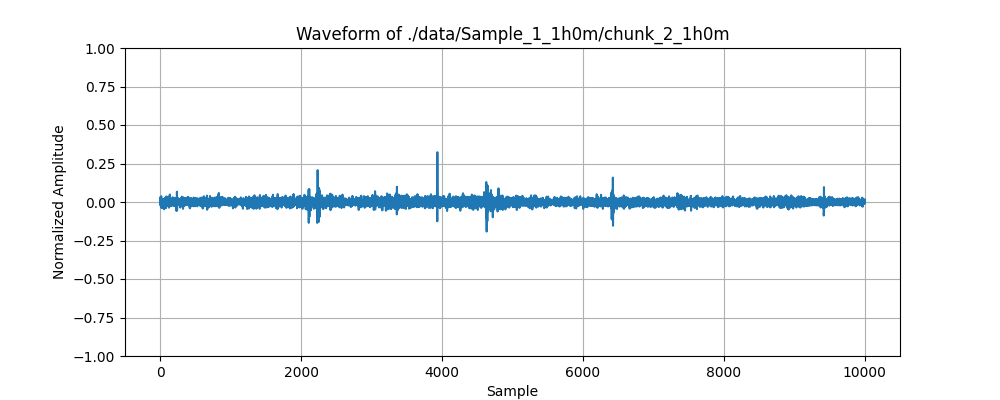 Waveform of ./data/Sample_1_1h0m/chunk_2_1h0m
1.00
0.75
0.50
0.25
0.00
−0.25
−0.50
−0.75
−1.00
Normalized Amplitude
0 2000 4000 6000 8000 10000
Sample